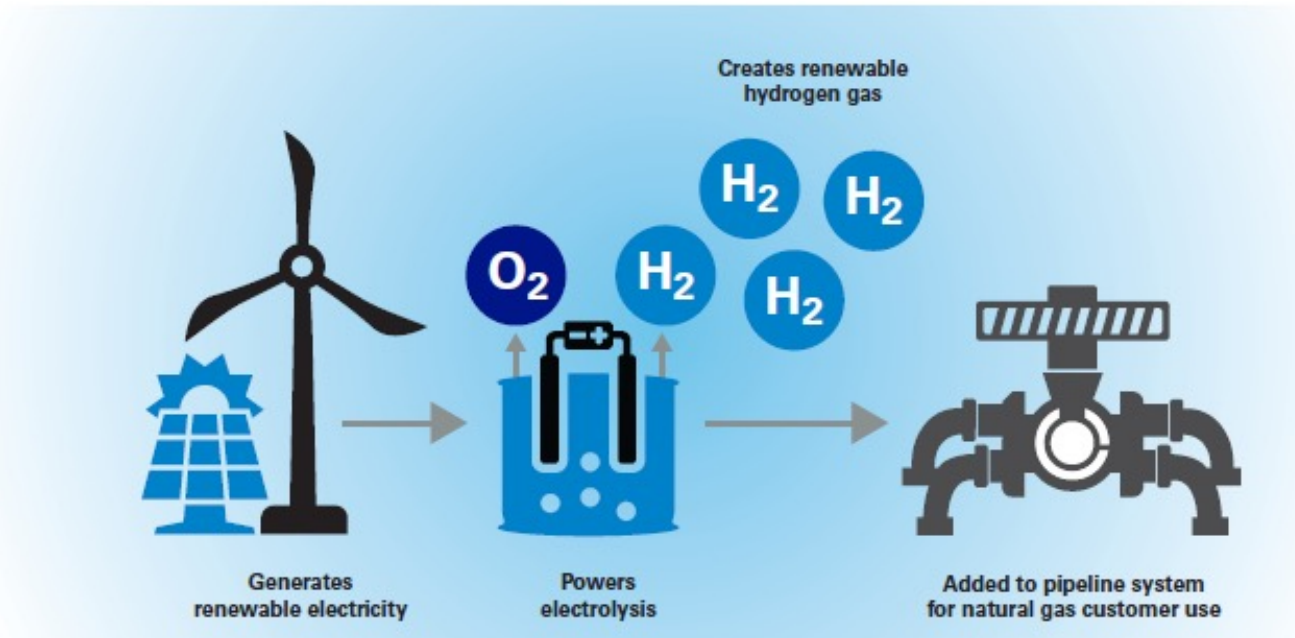 Creates renewable
hydrogen gas
H2
H2
O2
H2
H2
+
Generates
renewable electricity
Powers
electrolysis
Added to pipeline system
for natural gas customer use